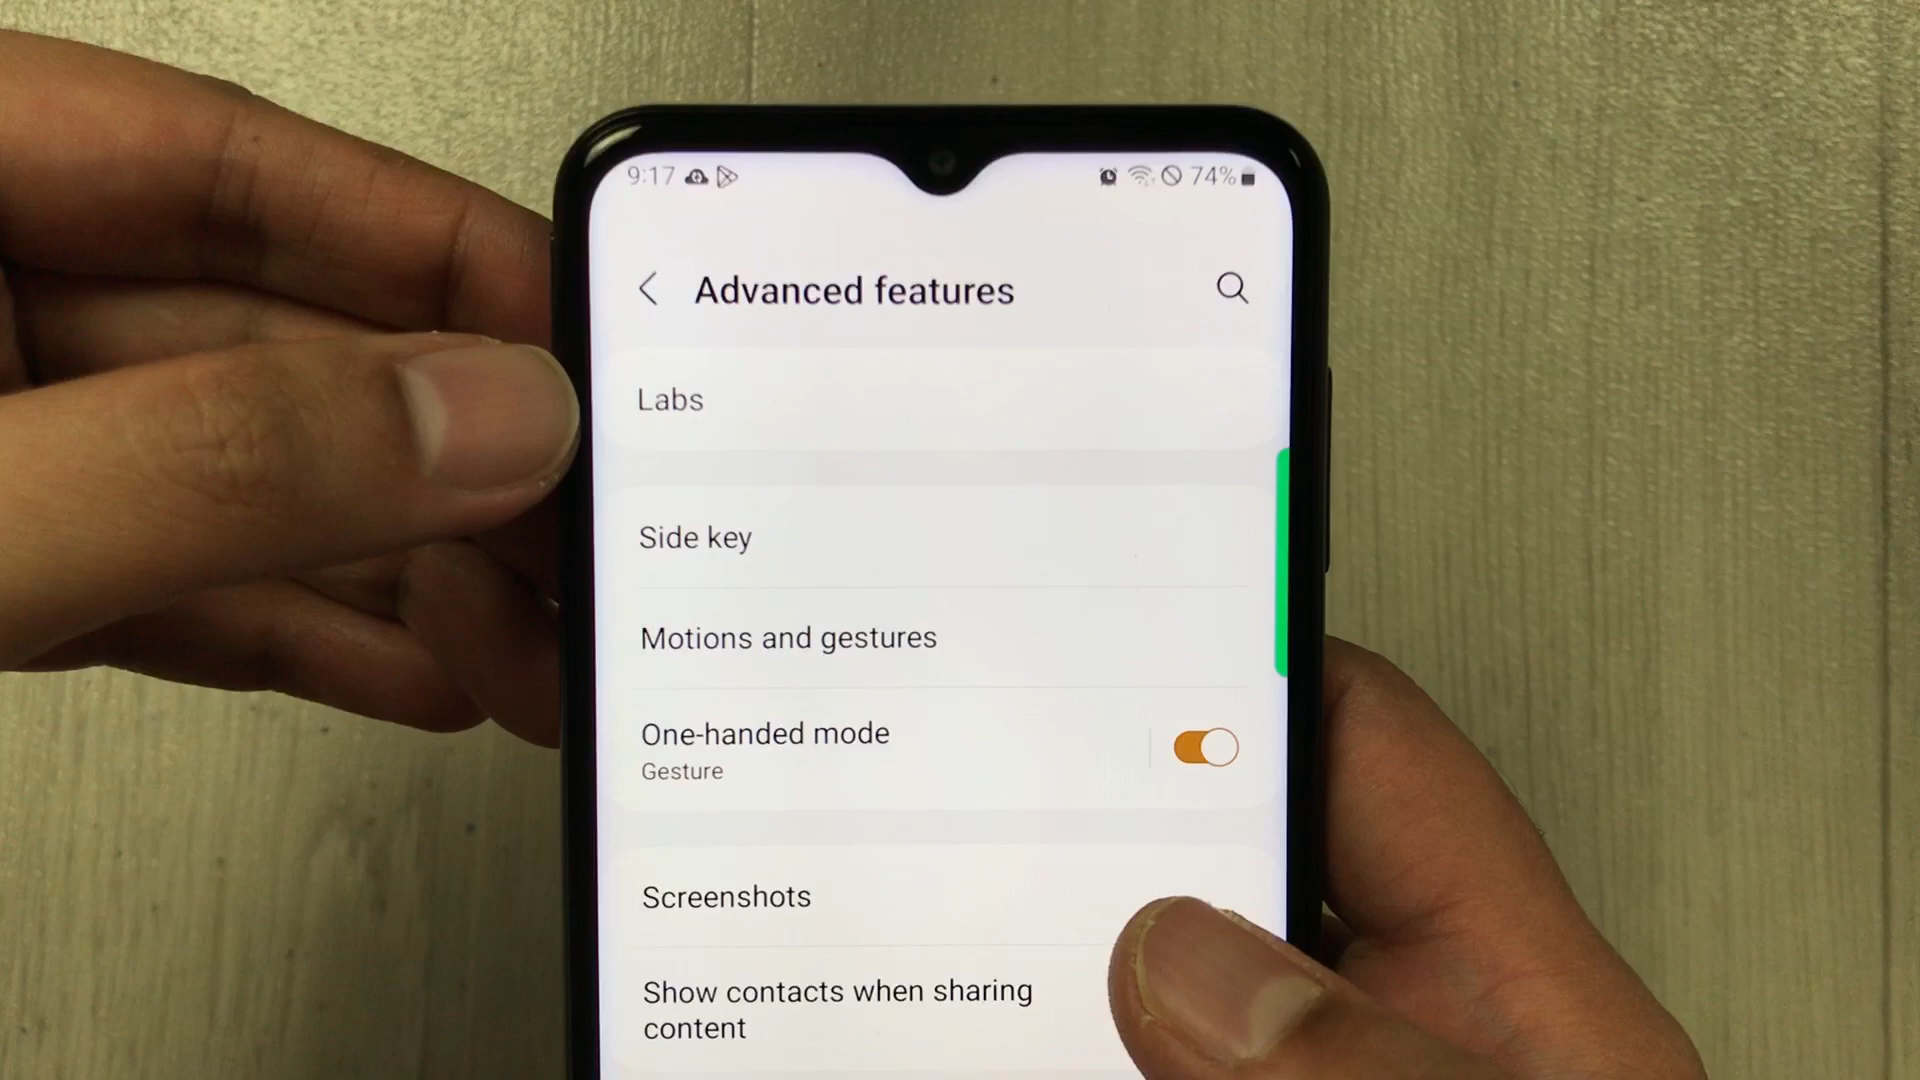 9:17 74%
Advanced features
Labs
Side key
Motions and gestures
One-handed mode
Gesture
Screenshots
Show contacts when sharing
content